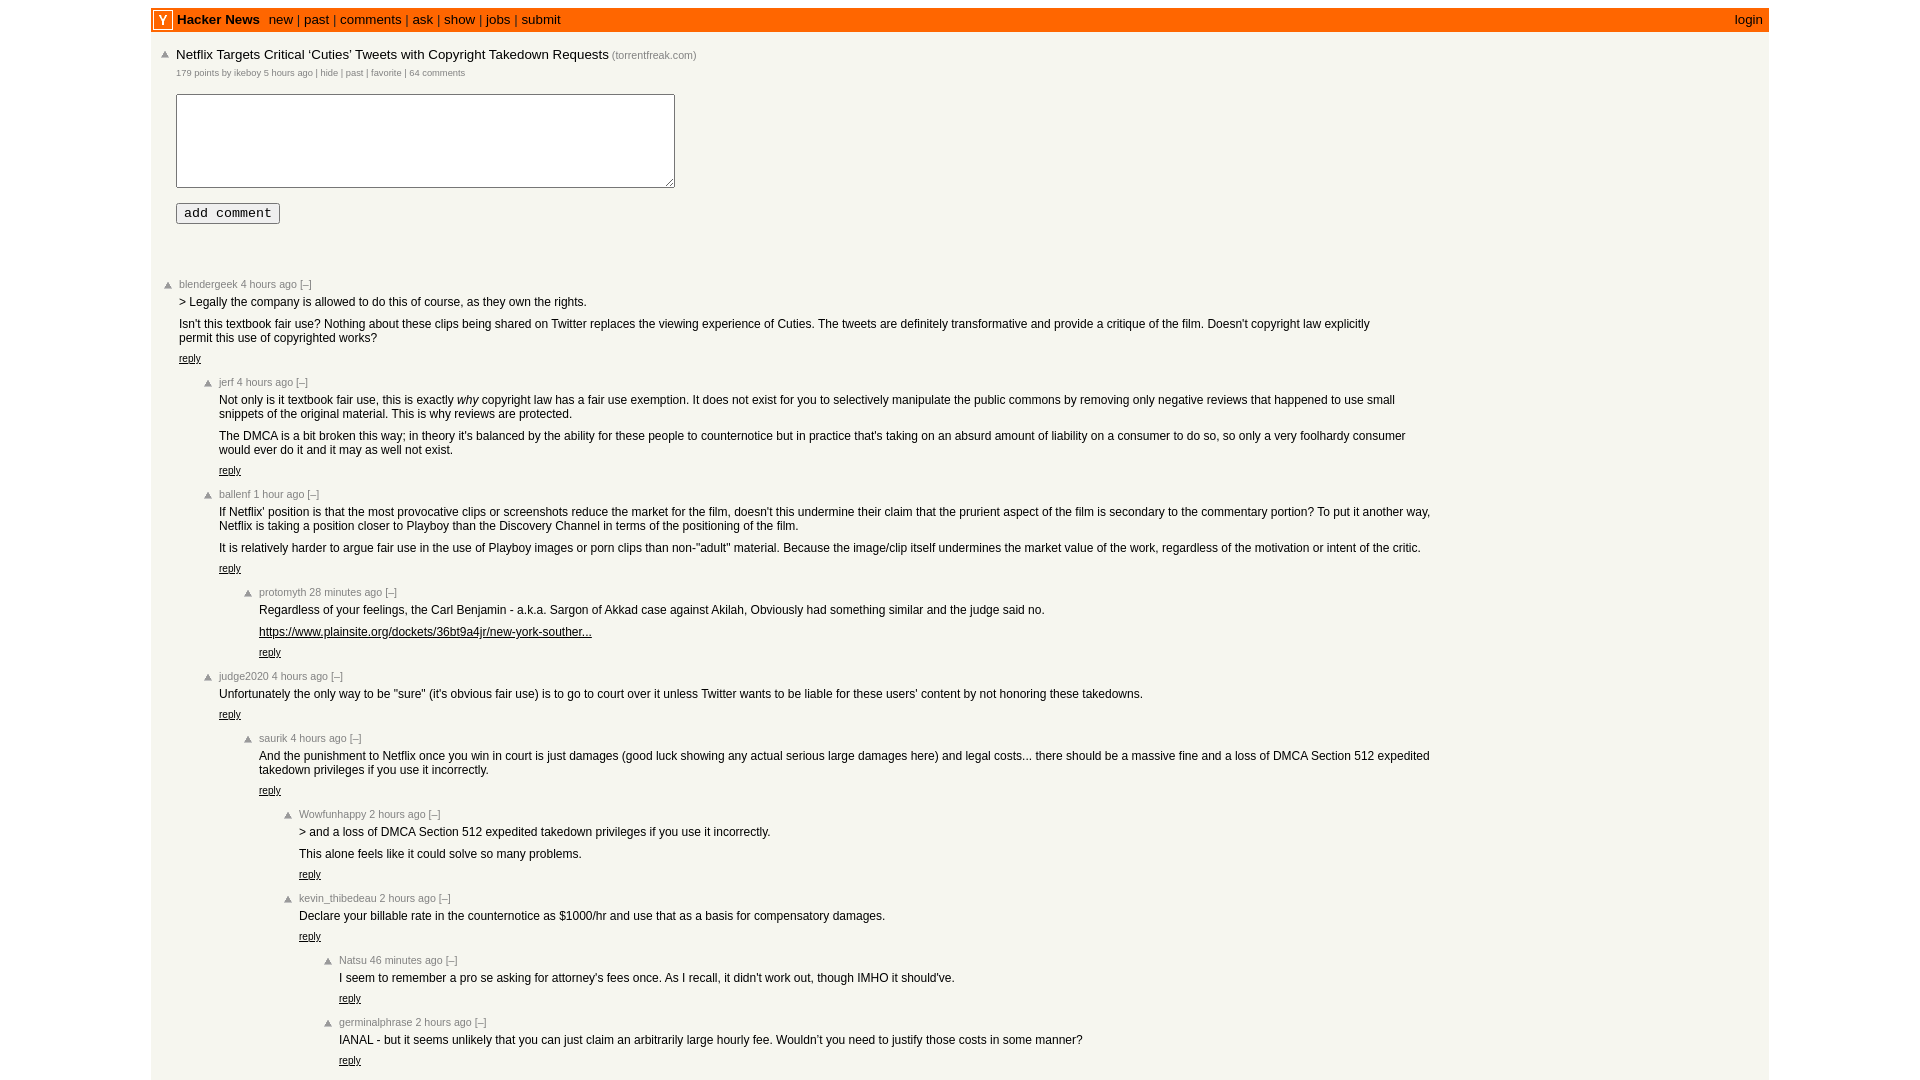 Y Hacker News new | past | comments | ask | show | jobs | submit login
Netflix Targets Critical ‘Cuties’ Tweets with Copyright Takedown Requests (torrentfreak.com)
179 points by ikeboy 5 hours ago | hide | past | favorite | 64 comments
add comment
blendergeek 4 hours ago [–]
> Legally the company is allowed to do this of course, as they own the rights.
Isn't this textbook fair use? Nothing about these clips being shared on Twitter replaces the viewing experience of Cuties. The tweets are definitely transformative and provide a critique of the film. Doesn't copyright law explicitly
permit this use of copyrighted works?
reply
jerf 4 hours ago [–]
Not only is it textbook fair use, this is exactly why copyright law has a fair use exemption. It does not exist for you to selectively manipulate the public commons by removing only negative reviews that happened to use small
snippets of the original material. This is why reviews are protected.
The DMCA is a bit broken this way; in theory it's balanced by the ability for these people to counternotice but in practice that's taking on an absurd amount of liability on a consumer to do so, so only a very foolhardy consumer
would ever do it and it may as well not exist.
reply
ballenf 1 hour ago [–]
If Netflix' position is that the most provocative clips or screenshots reduce the market for the film, doesn't this undermine their claim that the prurient aspect of the film is secondary to the commentary portion? To put it another way,
Netflix is taking a position closer to Playboy than the Discovery Channel in terms of the positioning of the film.
It is relatively harder to argue fair use in the use of Playboy images or porn clips than non-"adult" material. Because the image/clip itself undermines the market value of the work, regardless of the motivation or intent of the critic.
reply
protomyth 28 minutes ago [–]
Regardless of your feelings, the Carl Benjamin - a.k.a. Sargon of Akkad case against Akilah, Obviously had something similar and the judge said no.
https://www.plainsite.org/dockets/36bt9a4jr/new-york-souther...
reply
judge2020 4 hours ago [–]
Unfortunately the only way to be "sure" (it's obvious fair use) is to go to court over it unless Twitter wants to be liable for these users' content by not honoring these takedowns.
reply
saurik 4 hours ago [–]
And the punishment to Netflix once you win in court is just damages (good luck showing any actual serious large damages here) and legal costs... there should be a massive fine and a loss of DMCA Section 512 expedited
takedown privileges if you use it incorrectly.
reply
Wowfunhappy 2 hours ago [–]
> and a loss of DMCA Section 512 expedited takedown privileges if you use it incorrectly.
This alone feels like it could solve so many problems.
reply
kevin_thibedeau 2 hours ago [–]
Declare your billable rate in the counternotice as $1000/hr and use that as a basis for compensatory damages.
reply
Natsu 46 minutes ago [–]
I seem to remember a pro se asking for attorney's fees once. As I recall, it didn't work out, though IMHO it should've.
reply
germinalphrase 2 hours ago [–]
IANAL - but it seems unlikely that you can just claim an arbitrarily large hourly fee. Wouldn’t you need to justify those costs in some manner?
reply